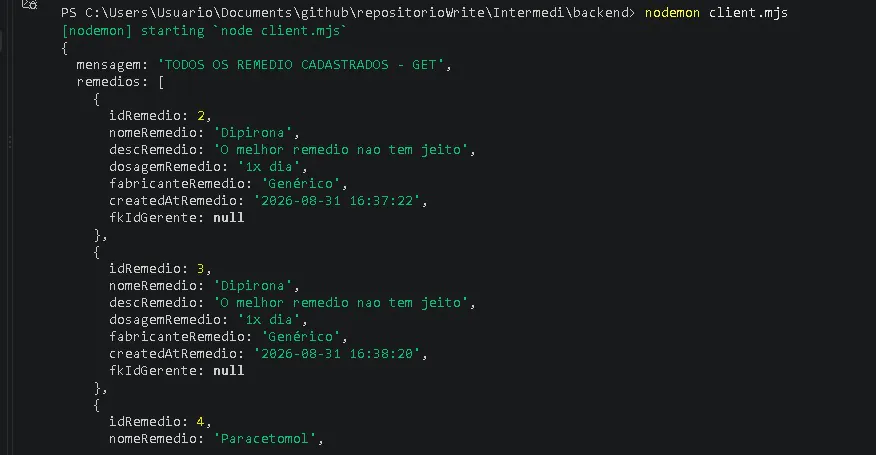 PS C:\Users\Usuario\Documents\github\repositorioWrite\Intermedi\backend> nodemon client.mjs
[nodemon] starting `node client.mjs`
{
  mensagem: 'TODOS OS REMEDIO CADASTRADOS - GET',
  remedios: [
    {
      idRemedio: 2,
      nomeRemedio: 'Dipirona',
      descRemedio: 'O melhor remedio nao tem jeito',
      dosagemRemedio: '1x dia',
      fabricanteRemedio: 'Genérico',
      createdAtRemedio: '2026-08-31 16:37:22',
      fkIdGerente: null
    },
    {
      idRemedio: 3,
      nomeRemedio: 'Dipirona',
      descRemedio: 'O melhor remedio nao tem jeito',
      dosagemRemedio: '1x dia',
      fabricanteRemedio: 'Genérico',
      createdAtRemedio: '2026-08-31 16:38:20',
      fkIdGerente: null
    },
    {
      idRemedio: 4,
      nomeRemedio: 'Paracetomol',